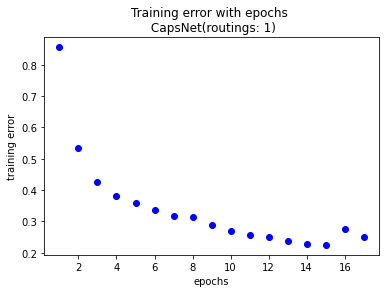 Training error with epochs
CapsNet(routings: 1)
training error
0.8
0.7
0.6
0.5
0.4
0.3
0.2
2 4 6 8 10 12 14 16
epochs